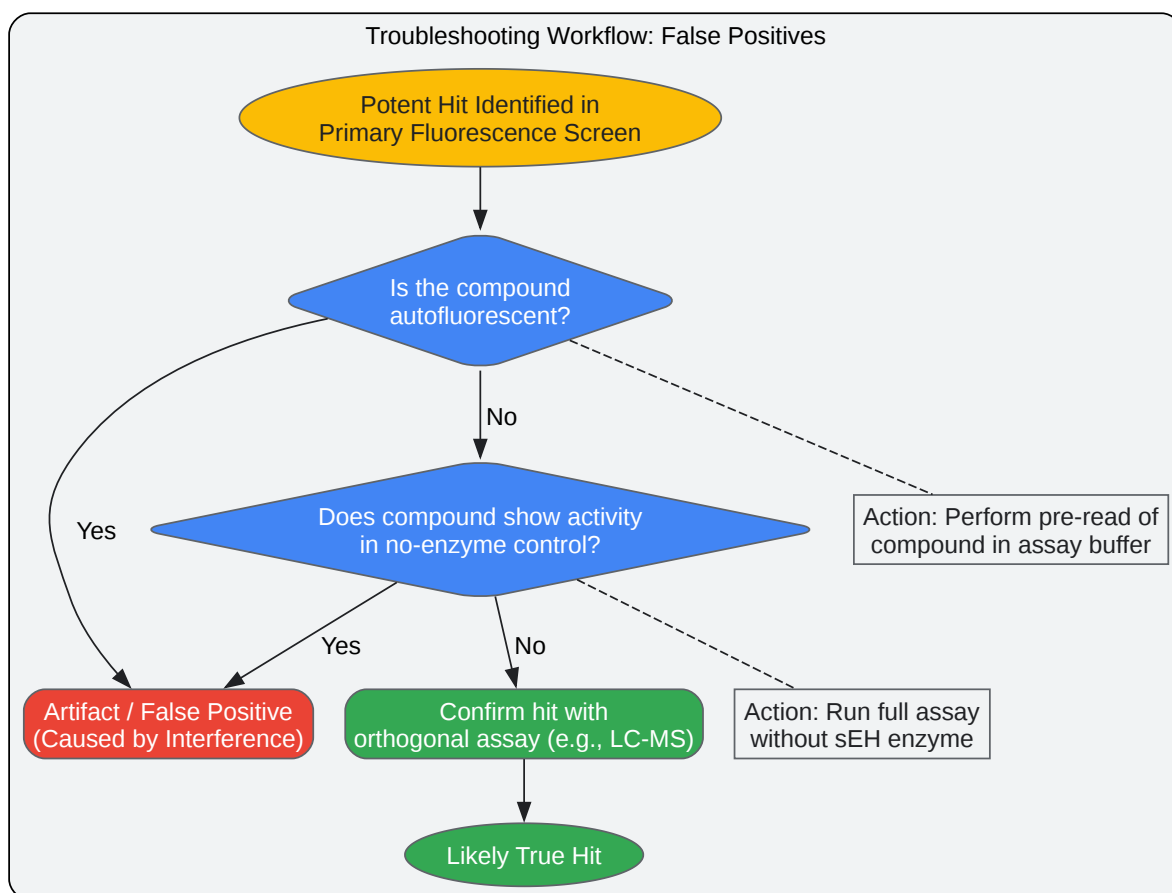 Troubleshooting Workflow: False Positives
Potent Hit Identified in
Primary Fluorescence Screen
Is the compound
autofluorescent?
No
Yes
Does compound show activity
in no-enzyme control?
Action: Perform pre-read of
compound in assay buffer
Yes
No
Artifact / False Positive
(Caused by Interference)
Confirm hit with
orthogonal assay (e.g., LC-MS)
Action: Run full assay
without sEH enzyme
Likely True Hit